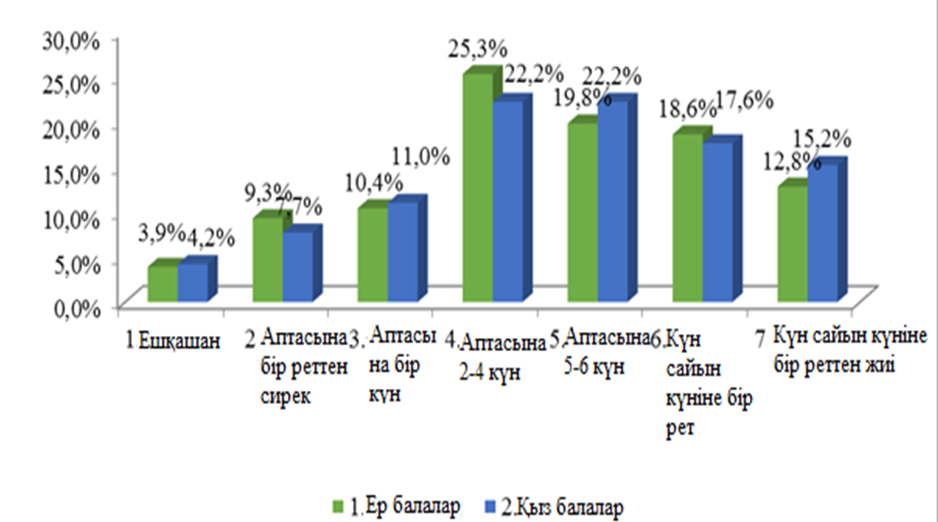 30,0%
25,0%
20,0%
15,0%
10,0%
5,0%
0,0%
3,9% 4,2%
9,3% 7,7%
10,4% 11,0%
25,3% 22,2%
19,8% 22,2%
18,6% 17,6%
12,8% 15,2%
1 Ешқашан
2 Аптасына
бір реттен
сирек
3. Аптасы
на бір
күн
4. Аптасына
2-4 күн
5. Аптасына
5-6 күн
6. Күн
сайын
күніне бір
рет
7 Күн сайын күніне
бір реттен жиі
1. Ер балалар
2. Қыз балалар